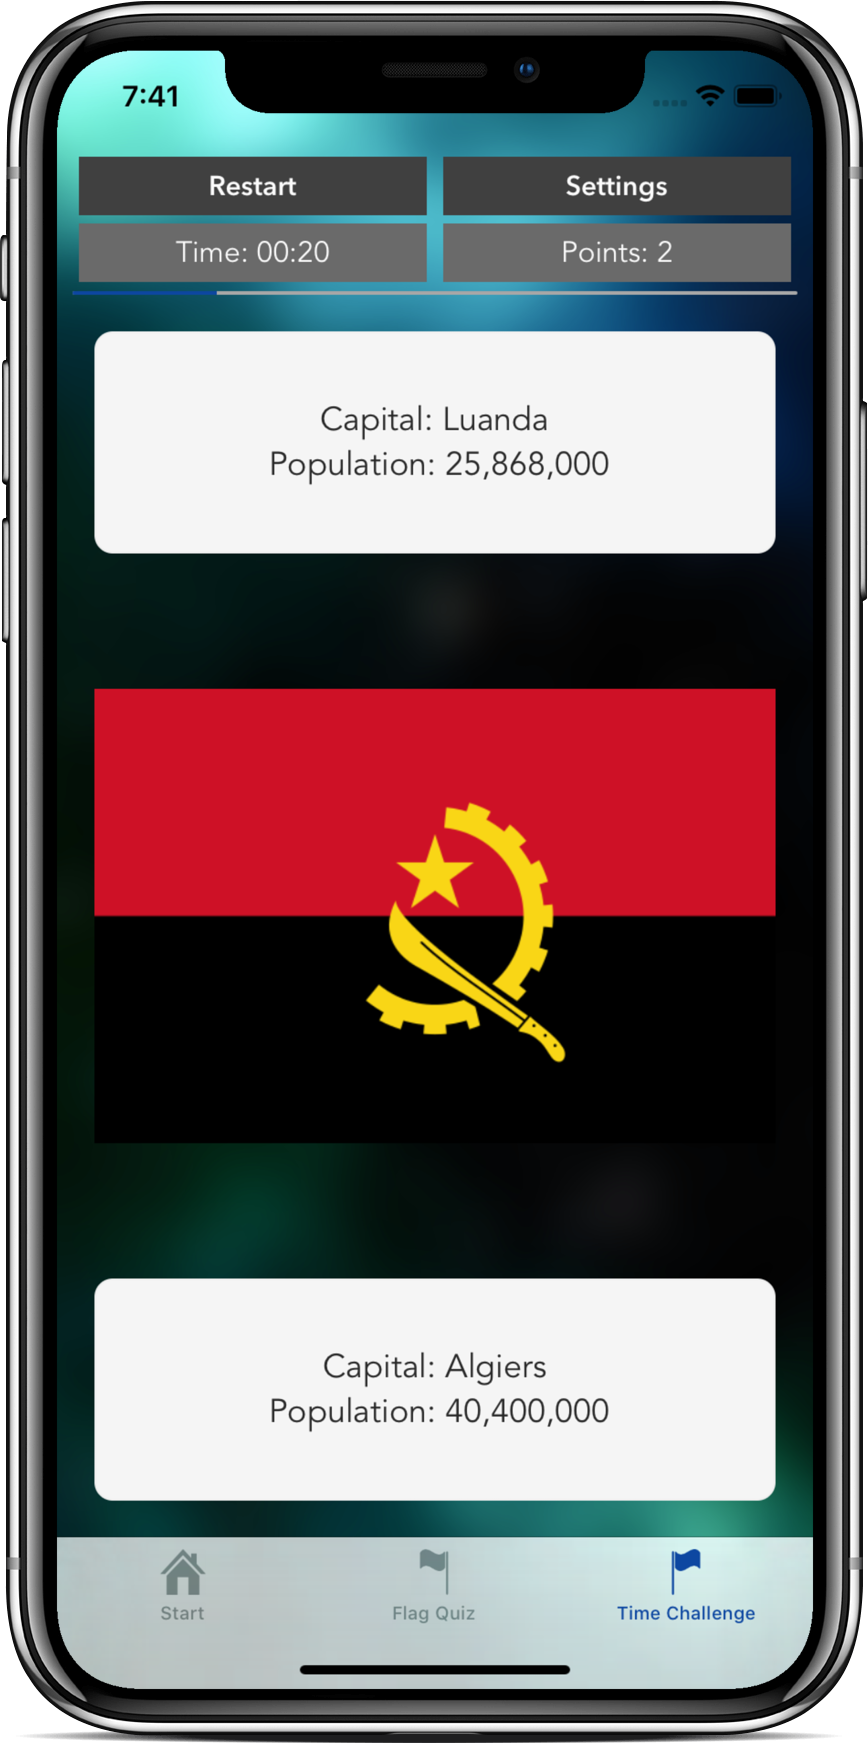 7:41
Restart
Settings
Time: 00:20
Points: 2
Capital: Luanda
Population: 25,868,000
Capital: Algiers
Population: 40,400,000
Start
Flag Quiz
Time Challenge